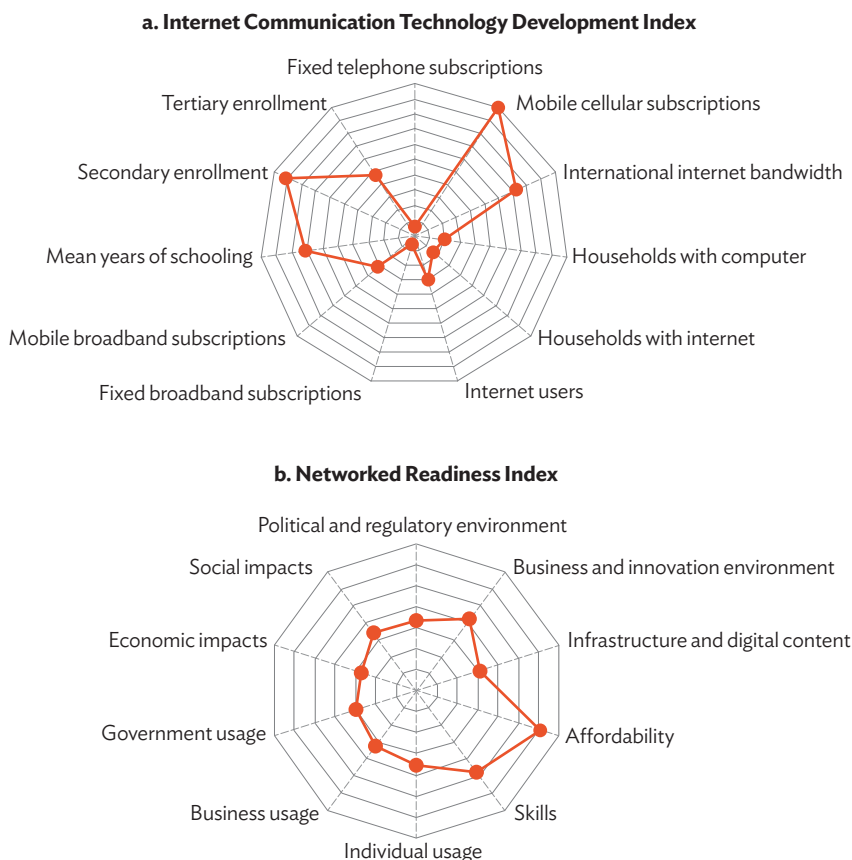 a. Internet Communication Technology Development Index
Fixed telephone subscriptions
Tertiary enrollment
Mobile cellular subscriptions
Secondary enrollment
International internet bandwidth
Mean years of schooling
Households with computer
Mobile broadband subscriptions
Households with internet
Fixed broadband subscriptions
Internet users
b. Networked Readiness Index
Political and regulatory environment
Social impacts
Business and innovation environment
Economic impacts
Infrastructure and digital content
Government usage
Affordability
Business usage
Skills
Individual usage